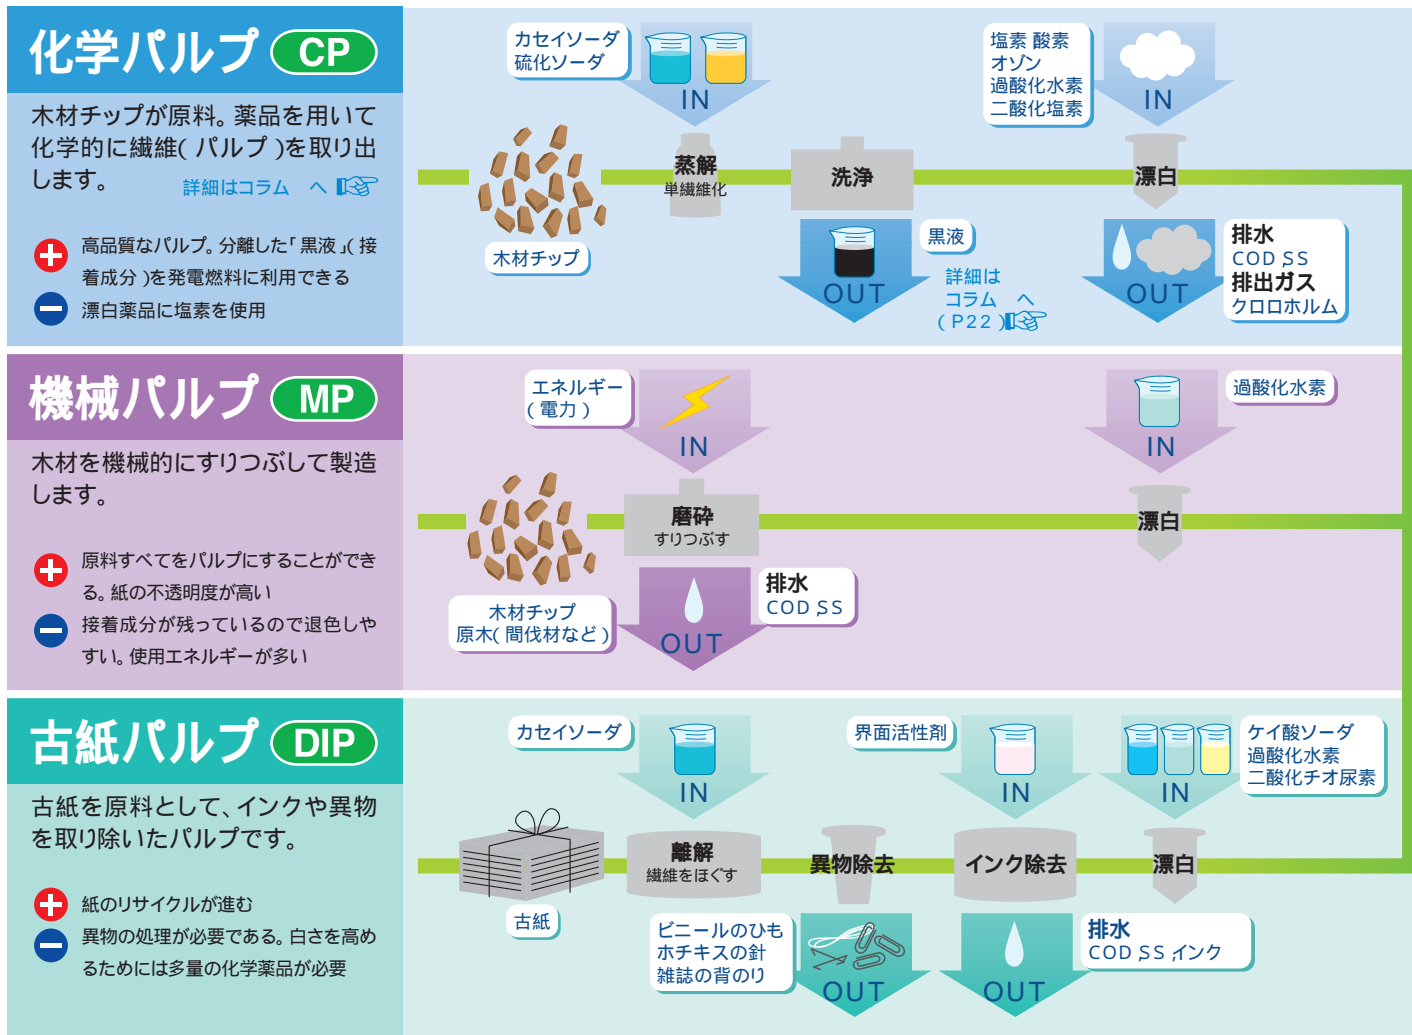 化学パルプ CP
木材チップが原料。薬品を用いて
化学的に繊維(パルプ)を取り出
します。
詳細はコラム へ
高品質なパルプ。分離した「黒液」(接
着成分)を発電燃料に利用できる
漂白薬品に塩素を使用
カセイソーダ
硫化ソーダ
IN
塩素 酸素
オゾン
過酸化水素
二酸化塩素
IN
木材チップ
蒸解
単繊維化
洗浄
漂白
OUT
黒液
詳細は
コラム へ
(P22)
OUT
排水
COD,SS
排出ガス
クロロホルム
機械パルプ MP
木材を機械的にすりつぶして製造
します。
原料すべてをパルプにすることができ
る。紙の不透明度が高い
接着成分が残っているので退色しや
すい。使用エネルギーが多い
エネルギー
(電力)
IN
過酸化水素
IN
木材チップ
原木(間伐材など)
磨砕
すりつぶす
漂白
OUT
排水
COD,SS
古紙パルプ DIP
古紙を原料として、インクや異物
を取り除いたパルプです。
紙のリサイクルが進む
異物の処理が必要である。白さを高め
るためには多量の化学薬品が必要
カセイソーダ
IN
界面活性剤
IN
ケイ酸ソーダ
過酸化水素
二酸化チオ尿素
IN
古紙
離解
繊維をほぐす
異物除去
インク除去
漂白
ビニールのひも
ホチキスの針
雑誌の背のり
OUT
OUT
排水
COD,SS,インク